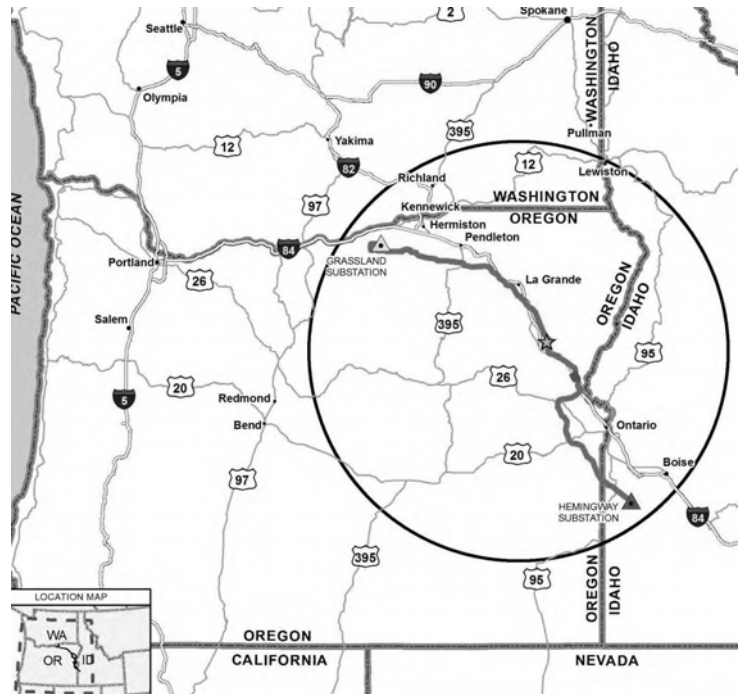 2
Spokane
Seattle
5
90
WASHINGTON
IDAHO
Olympia
395
Pullman
12
Yakima
82
12
Lewiston
Richland
97
WASHINGTON
OREGON
Kennewick
Hermiston
Pendleton
84
GRASSLAND
SUBSTATION
Portland
PACIFIC OCEAN
26
La Grande
OREGON
IDAHO
Salem
395
95
20
26
5
Redmond
Bend
Ontario
20
Boise
97
HEMINGWAY
SUBSTATION
84
395
95
OREGON
IDAHO
LOCATION MAP
WA
OR
ID
OREGON
CALIFORNIA
NEVADA